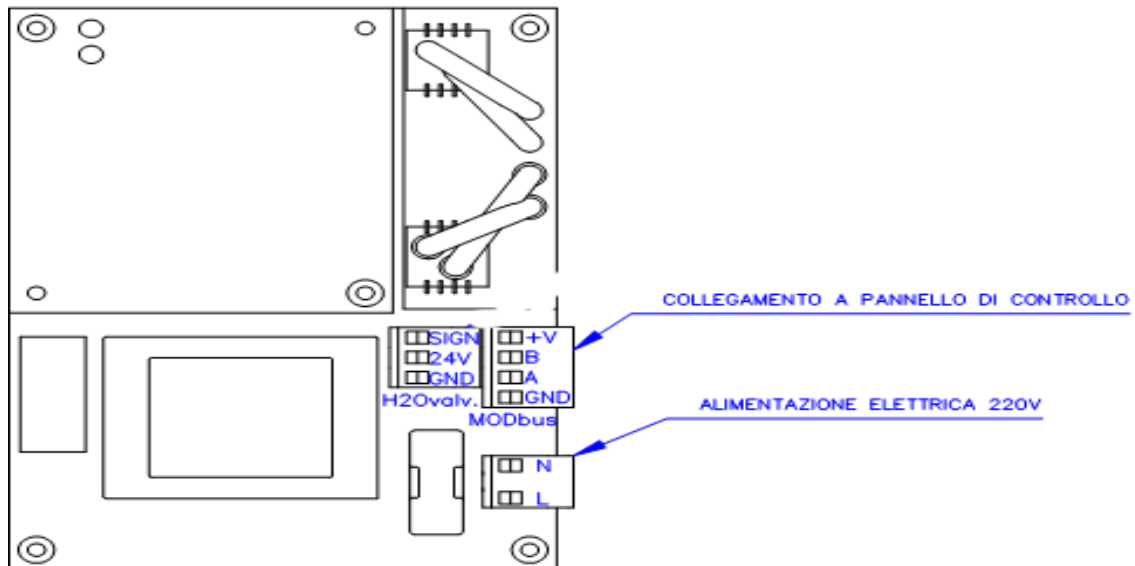 SIGN
24V
GND
H2Ovalv.
+V
B
A
GND
MODbus
COLLEGAMENTO A PANNELLO DI CONTROLLO
ALIMENTAZIONE ELETTRICA 220V
N
L